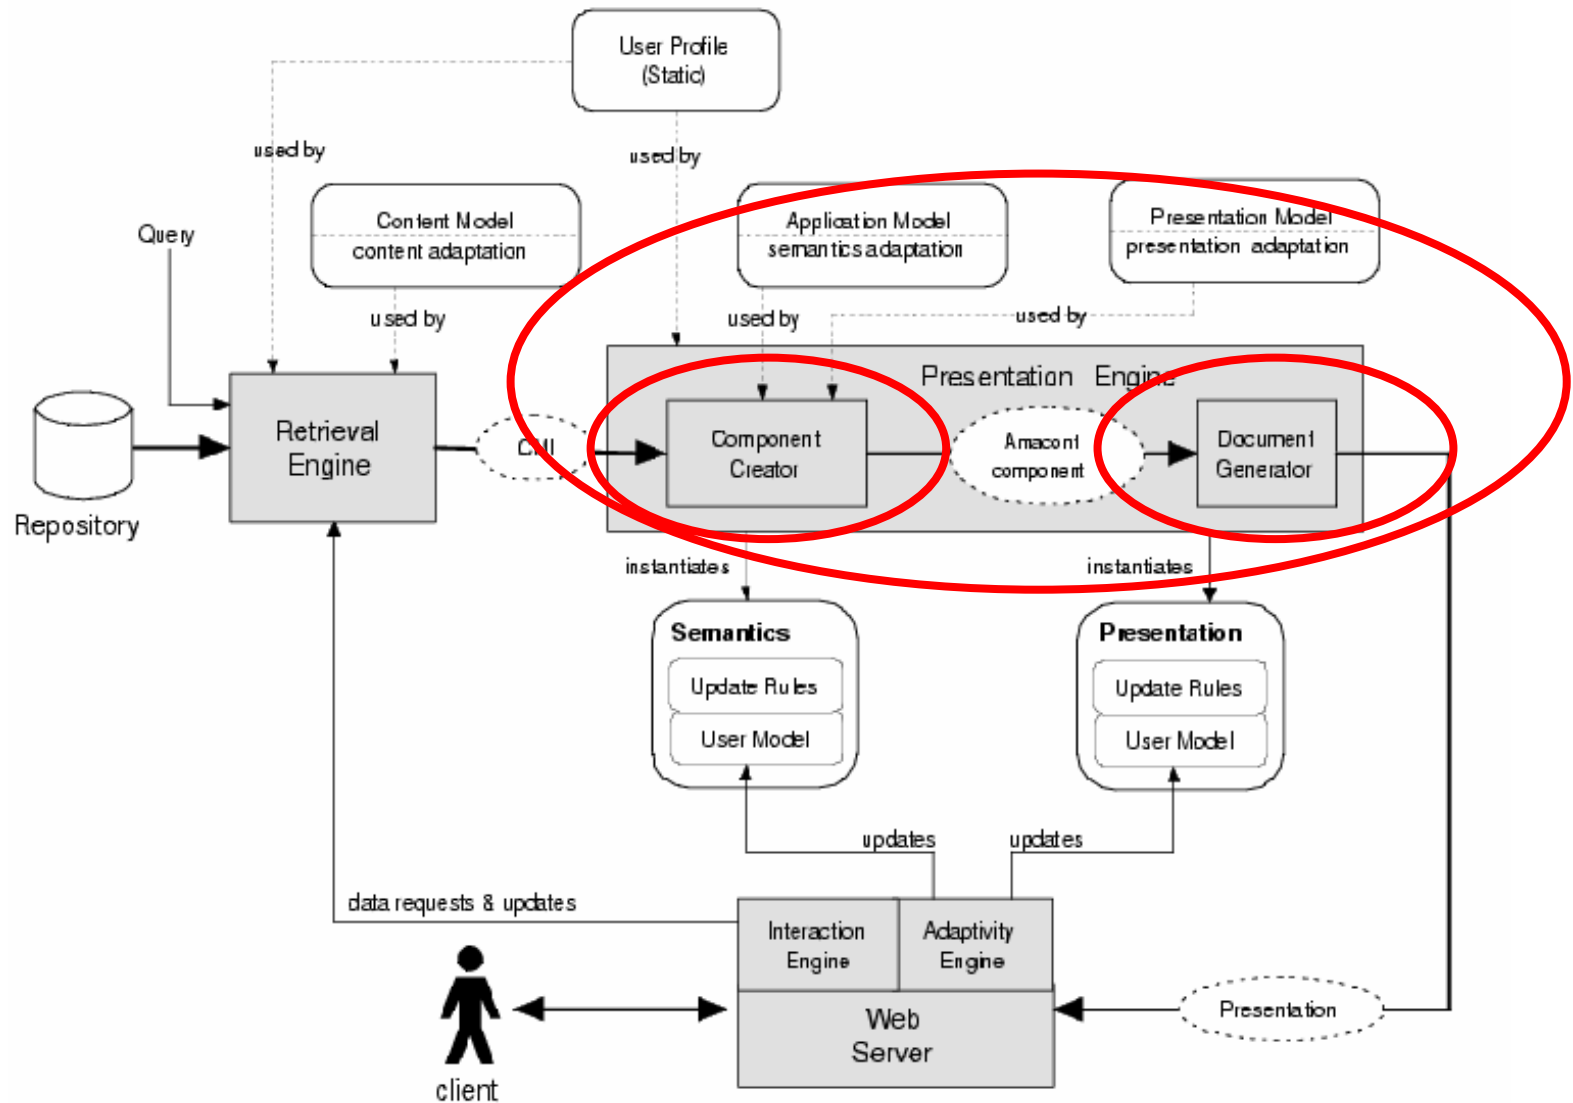 User Profile
(Static)
used by
used by
Content Model
content adaptation
Application Model
semantics adaptation
Presentation Model
presentation adaptation
Query
used by
used by
used by
Presentation Engine
Retrieval
Engine
CMI
Component
Creator
Amacont
component
Document
Generator
Repository
instantiates
instantiates
Semantics
Update Rules
User Model
Presentation
Update Rules
User Model
updates
updates
data requests & updates
Interaction
Engine
Adaptivity
Engine
Web
Server
Presentation
client